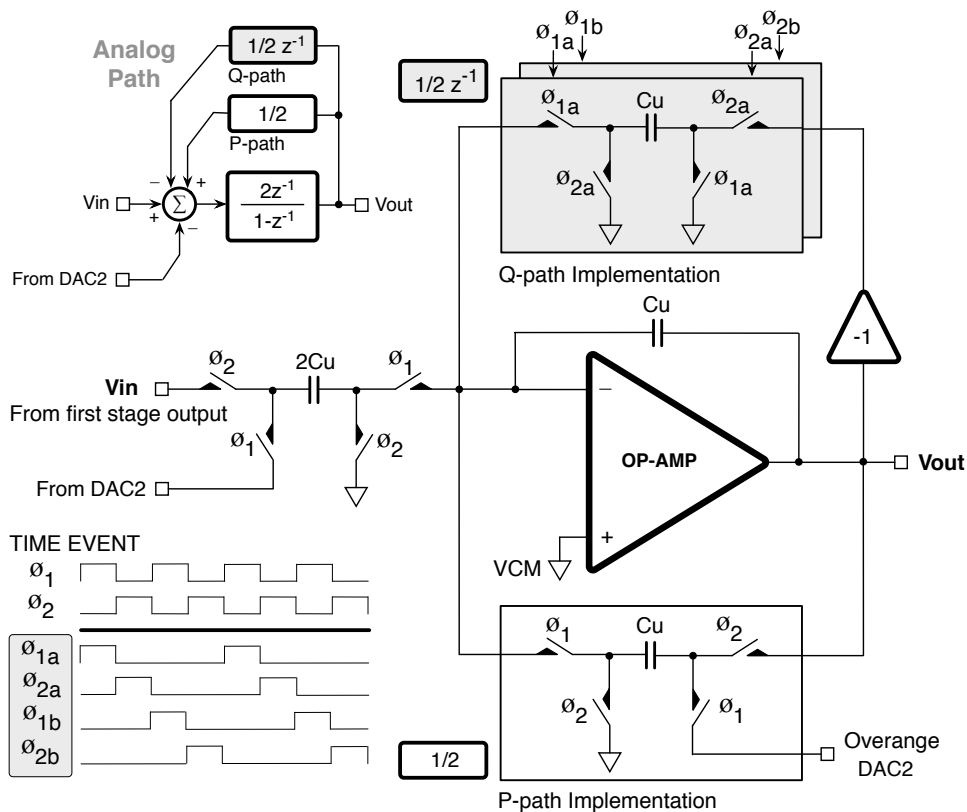 Analog
Path
1/2 z-1
Q-path
1/2
P-path
−
+
Vin
+
Σ
−
2z-1
1-z-1
Vout
From DAC2
ø1a
ø1b
ø2a
ø2b
1/2 z-1
ø1a
Cu
ø2a
ø2a
ø1a
Q-path Implementation
Cu
-1
Vin
ø2
2Cu
ø1
From first stage output
ø1
ø2
From DAC2
−
OP-AMP
+
VCM
Vout
TIME EVENT
ø1
ø2
ø1a
ø2a
ø1b
ø2b
ø1
Cu
ø2
ø2
ø1
1/2
Overange
DAC2
P-path Implementation